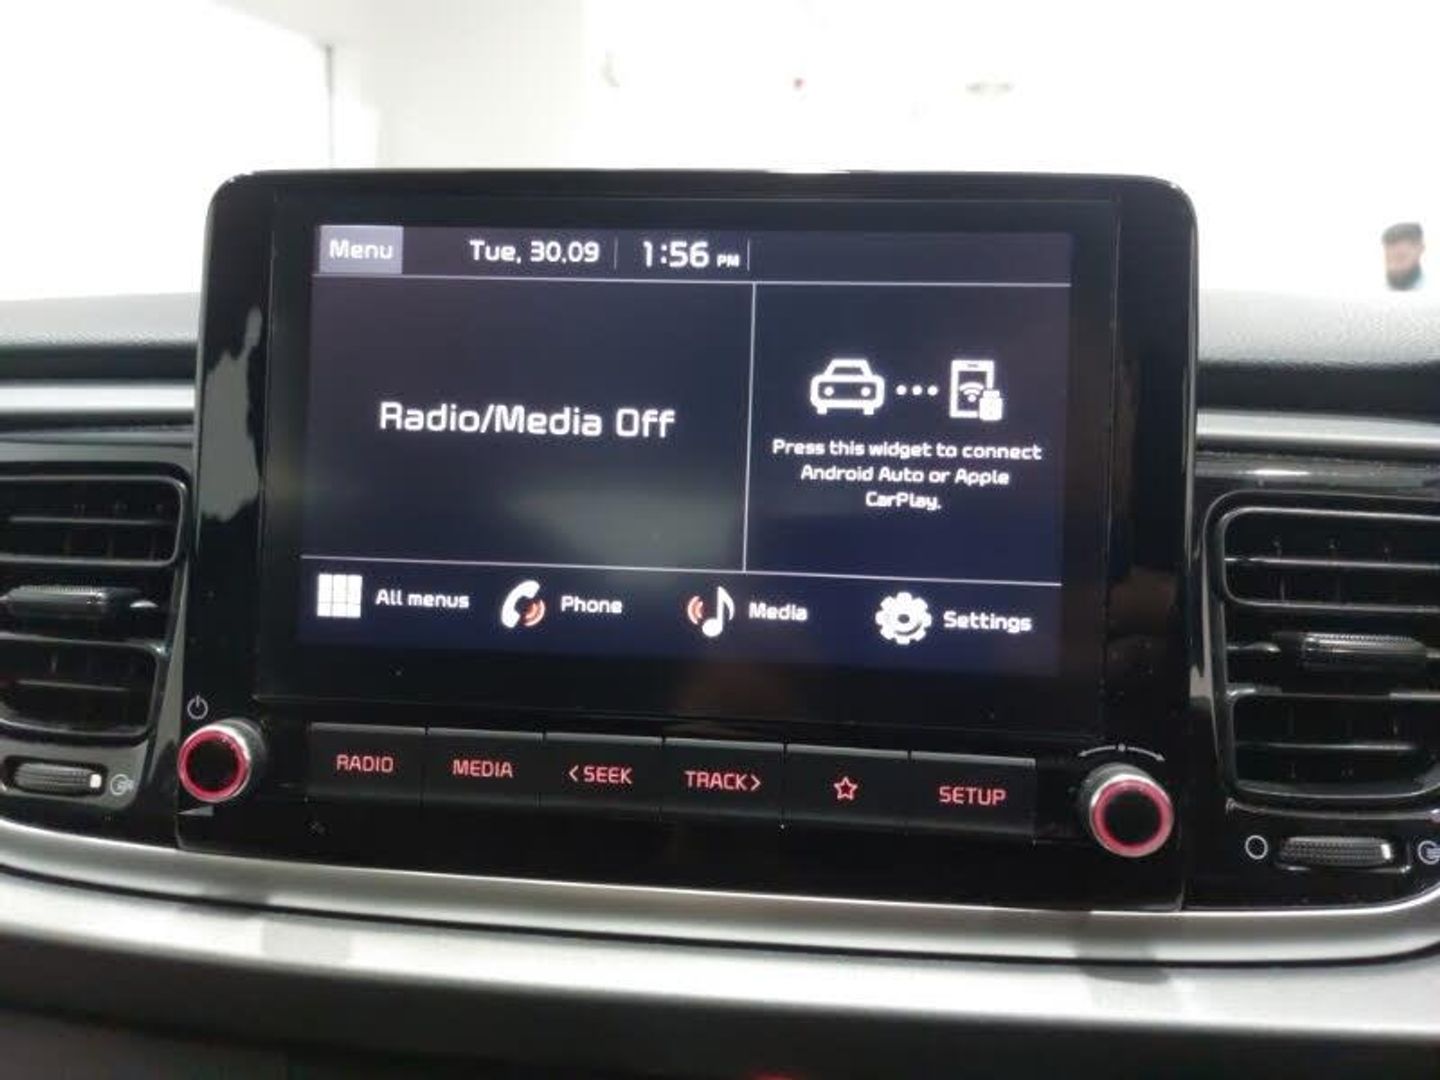 Menu
Tue, 30.09
1:56 PM
Radio/Media Off
Press this widget to connect
Android Auto or Apple
CarPlay.
All menus
Phone
Media
Settings
RADIO
MEDIA
<SEEK
TRACK>
SETUP